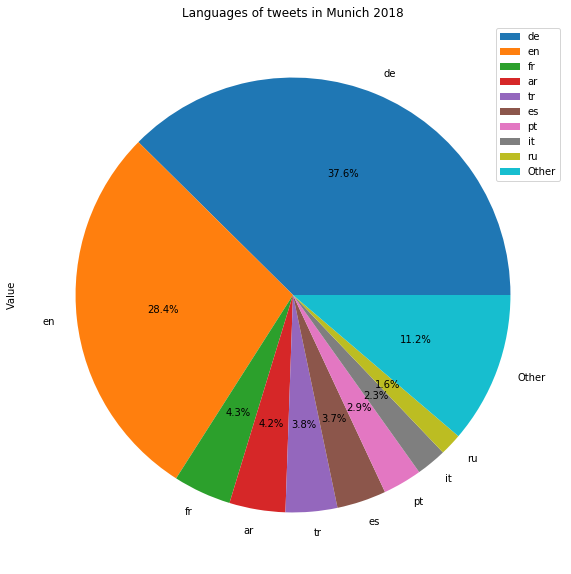 Languages of tweets in Munich 2018
de
en
fr
ar
tr
es
pt
it
ru
Other
de
37.6%
28.4%
en
Value
4.3%
fr
4.2%
ar
3.8%
tr
3.7%
es
2.9%
pt
2.3%
it
1.6%
ru
11.2%
Other